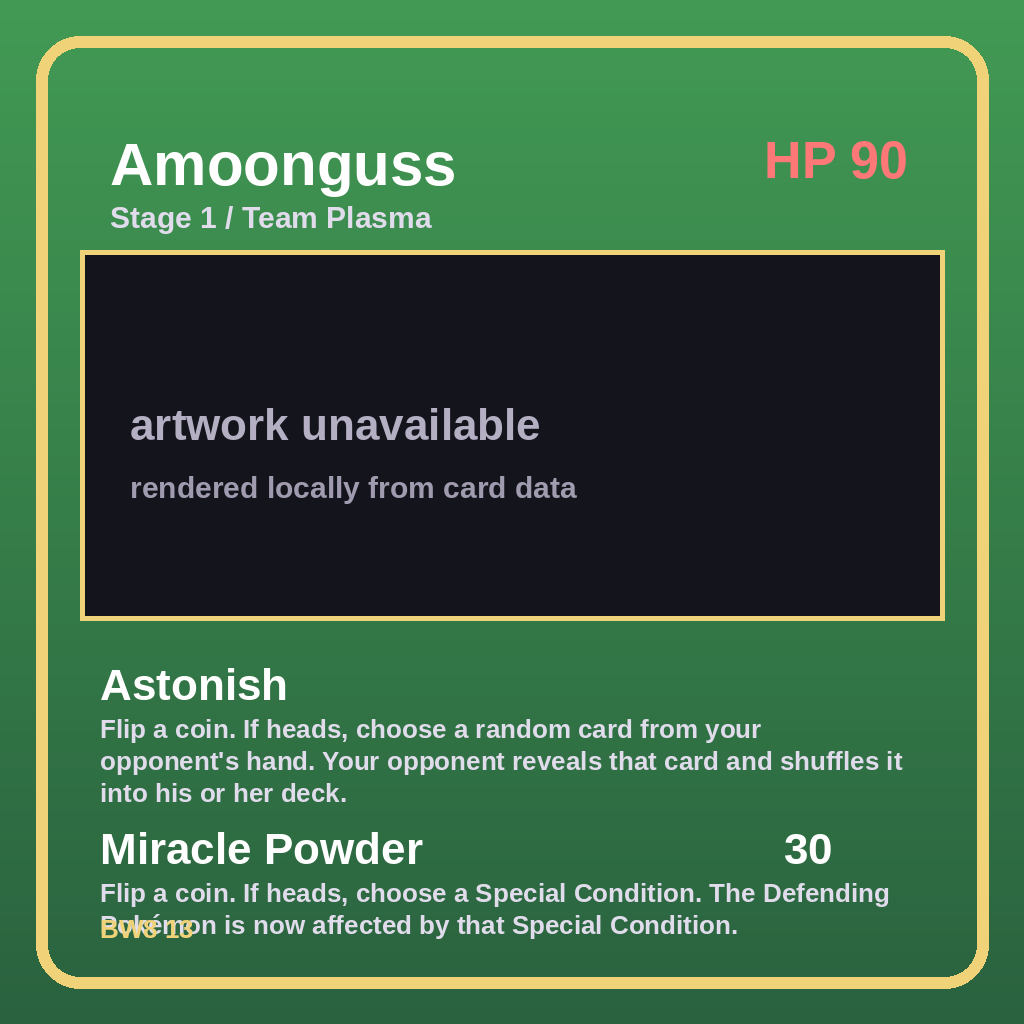 Amoonguss
HP 90
Stage 1 / Team Plasma
artwork unavailable
rendered locally from card data
Astonish
Flip a coin. If heads, choose a random card from your
opponent's hand. Your opponent reveals that card and shuffles it
into his or her deck.
Miracle Powder
30
Flip a coin. If heads, choose a Special Condition. The Defending
Pokémon is now affected by that Special Condition.
BW8 13